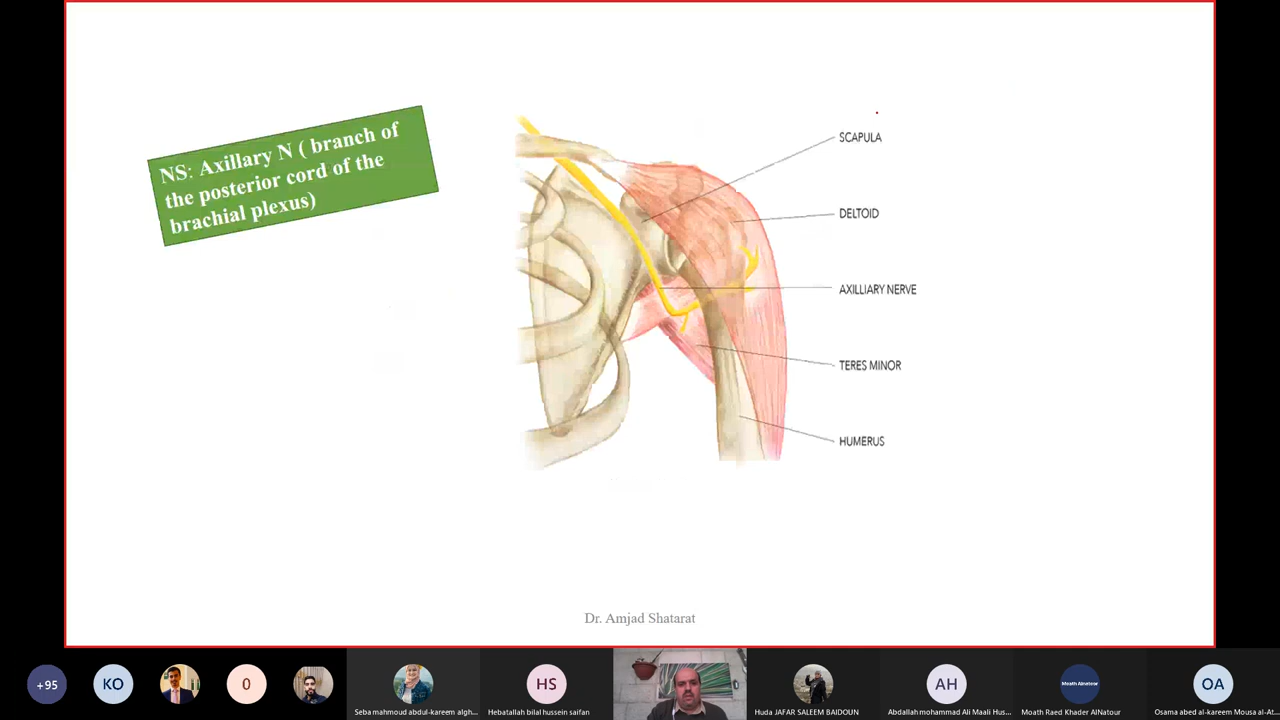 NS: Axillary N ( branch of
the posterior cord of the
brachial plexus)
SCAPULA
DELTOID
AXILLIARY NERVE
TERES MINOR
HUMERUS
Dr. Amjad Shatarat
+95
KO
0
HS
AH
Moath Alnatour
OA
Seba mahmoud abdul-kareem algh...
Hebatallah bilal hussein saifan
Huda JAFAR SALEEM BAIDOUN
Abdallah mohammad Ali Maali Hus...
Moath Raed Khader AlNatour
Osama abed al-kareem Mousa al-At...